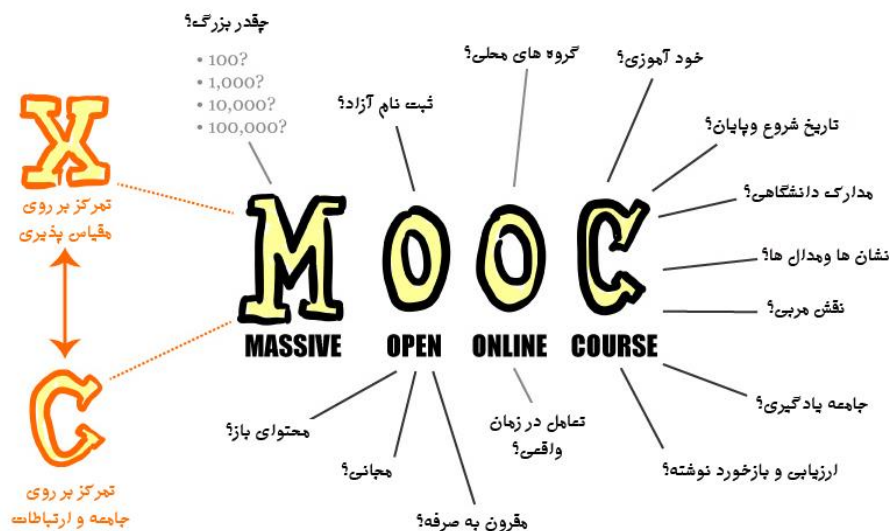 چقدر بزرگ؟
• 100?
• 1,000?
• 10,000?
• 100,000?
ثبت نام آزاد؟
گروه های محلی؟
خود آموزی؟
تاریخ شروع وپایان؟
مدارک دانشگاهی؟
نشان ها ومدال ها؟
نقش مربی؟
X
تمرکز بر روی
مقیاس پذیری
MOOC
MASSIVE OPEN ONLINE COURSE
C
تمرکز بر روی
جامعه و ارتباطات
محتوای باز؟
مجانی؟
مقرون به صرفه؟
تعامل در زمان
واقعی؟
جامعه یادگیری؟
ارزیابی و بازخورد نوشته؟